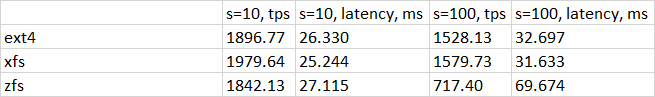 s=10, tps s=10, latency, ms s=100, tps s=100, latency, ms
ext4 1896.77 26.330 1528.13 32.697
xfs 1979.64 25.244 1579.73 31.633
zfs 1842.13 27.115 717.40 69.674